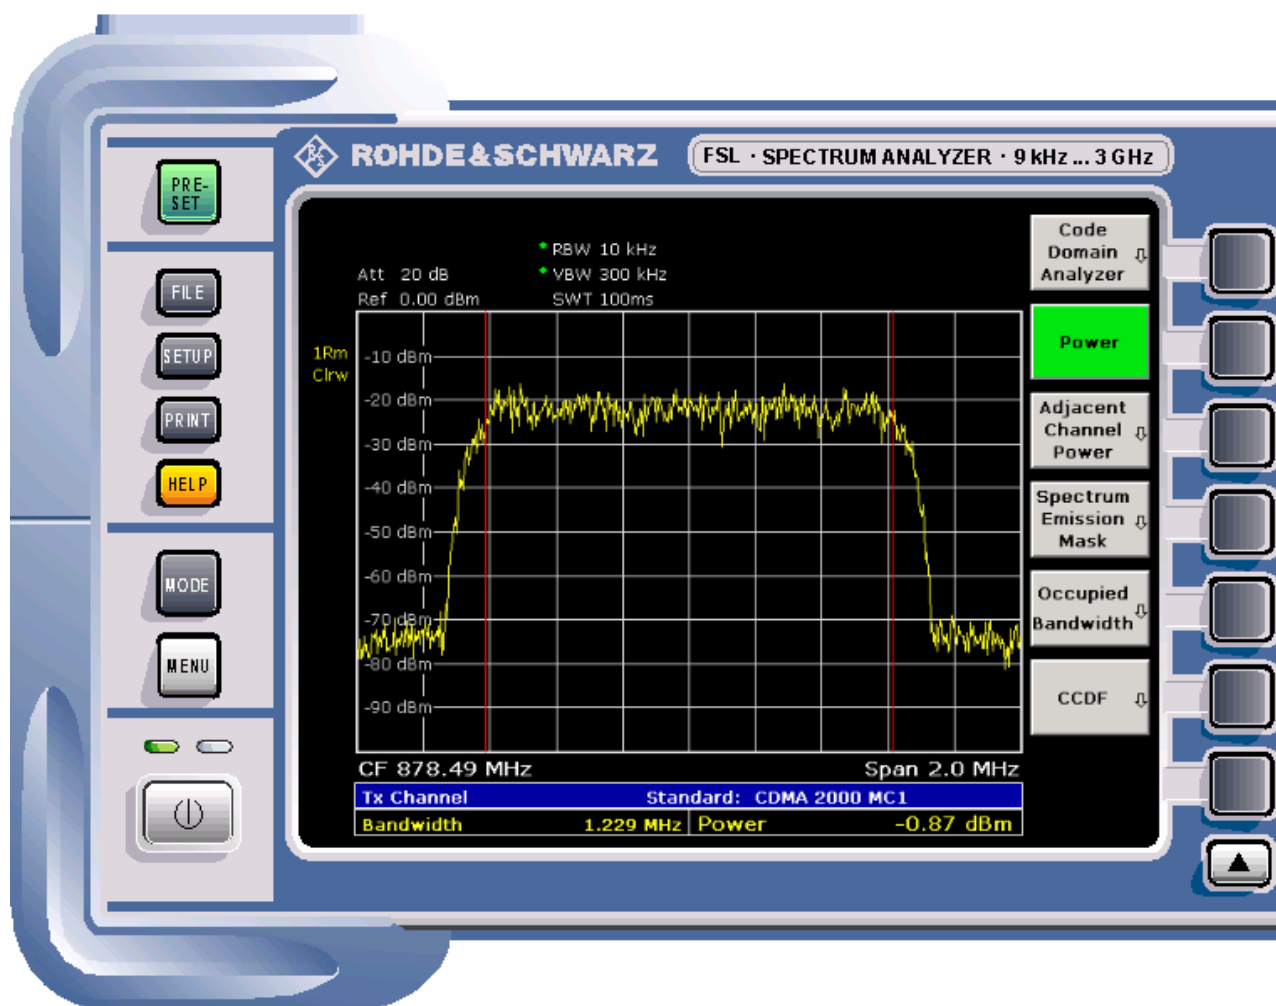 ROHDE&SCHWARZ
FSL · SPECTRUM ANALYZER · 9 kHz ... 3 GHz
PRE-
SET
FILE
SETUP
PRINT
HELP
MODE
MENU
RBW 10 kHz
Att 20 dB
VBW 300 kHz
Ref 0.00 dBm
SWT 100ms
1Rm
Clrw
-10 dBm
-20 dBm
-30 dBm
-40 dBm
-50 dBm
-60 dBm
-70 dBm
-80 dBm
-90 dBm
CF 878.49 MHz
Span 2.0 MHz
Tx Channel
Standard: CDMA 2000 MC1
Bandwidth
1.229 MHz
Power
-0.87 dBm
Code
Domain
Analyzer
Power
Adjacent
Channel
Power
Spectrum
Emission
Mask
Occupied
Bandwidth
CCDF